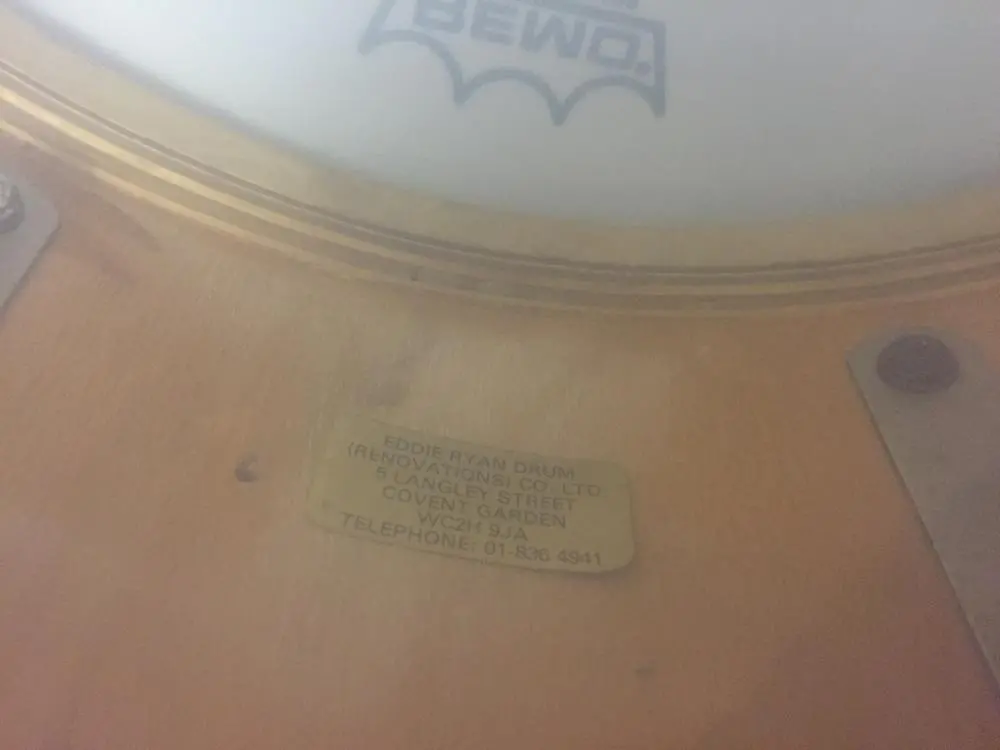 REMO.
EDDIE RYAN DRUM
(RENOVATIONS) CO. LTD
5 LANGLEY STREET
COVENT GARDEN
WC2H 9JA
TELEPHONE: 01-836 4941